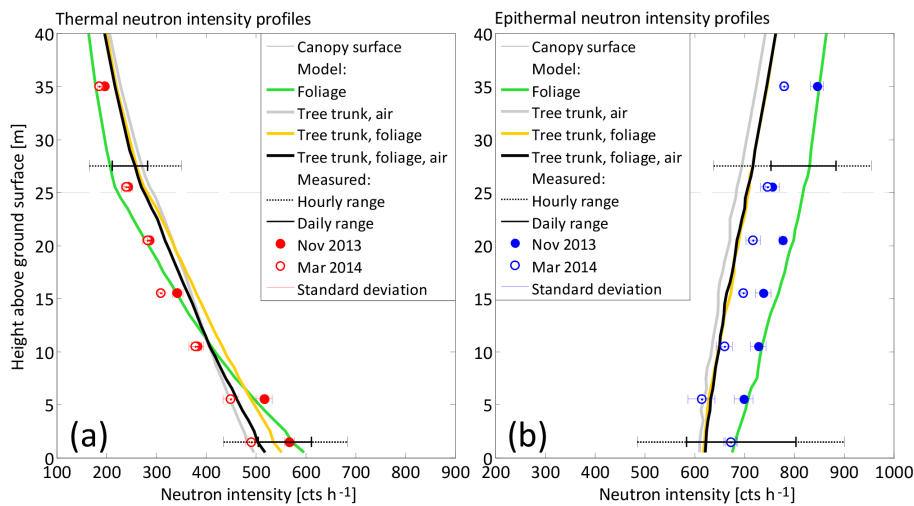 Thermal neutron intensity profiles
40
35
30
25
20
15
10
5
0
Height above ground surface [m]
Canopy surface
Model:
Foliage
Tree trunk, air
Tree trunk, foliage
Tree trunk, foliage, air
Measured:
Hourly range
Daily range
Nov 2013
Mar 2014
Standard deviation
(a)
100 200 300 400 500 600 700 800 900
Neutron intensity [cts h-1]
Epithermal neutron intensity profiles
40
35
30
25
20
15
10
5
0
Canopy surface
Model:
Foliage
Tree trunk, air
Tree trunk, foliage
Tree trunk, foliage, air
Measured:
Hourly range
Daily range
Nov 2013
Mar 2014
Standard deviation
(b)
200 300 400 500 600 700 800 900 1000
Neutron intensity [cts h-1]